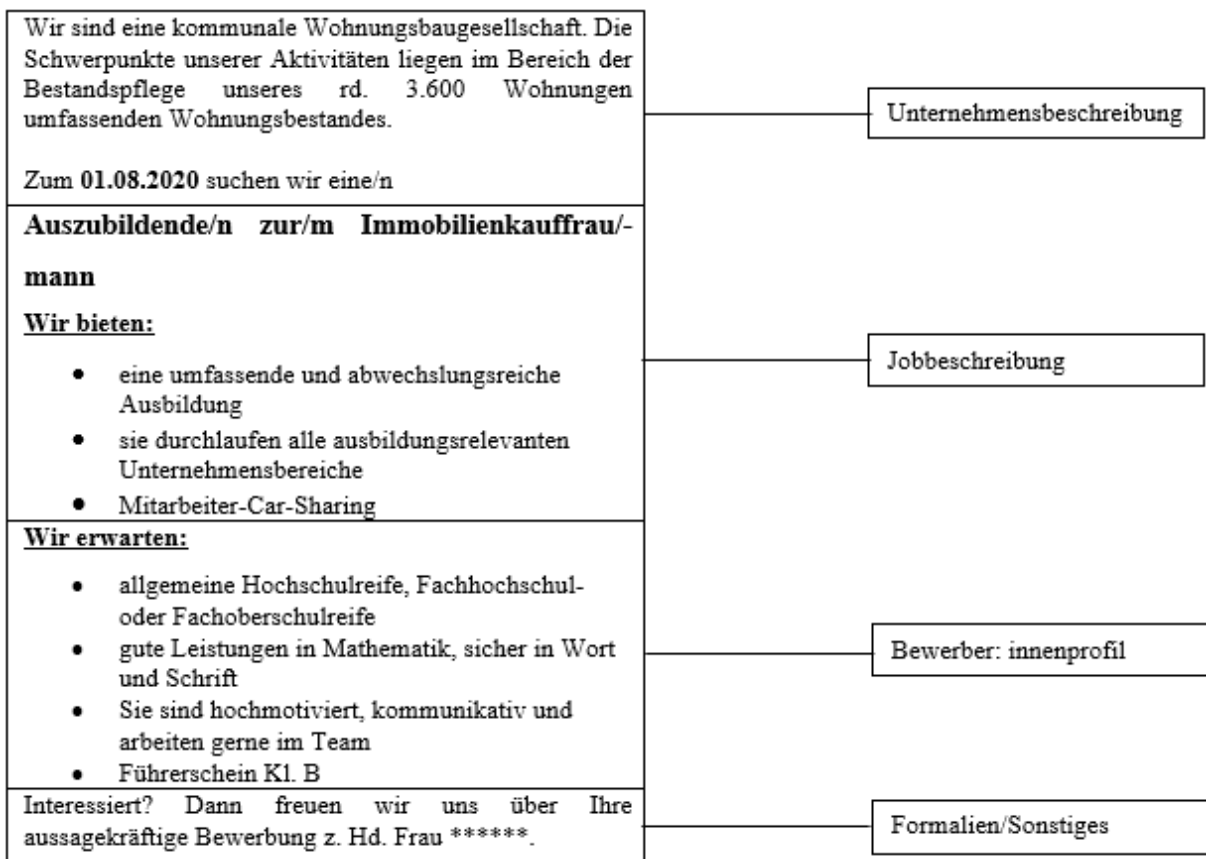 Wir sind eine kommunale Wohnungsbaugesellschaft. Die
Schwerpunkte unserer Aktivitäten liegen im Bereich der
Bestandspflege unseres rd. 3.600 Wohnungen
umfassenden Wohnungsbestandes.
Zum 01.08.2020 suchen wir eine/n
Unternehmensbeschreibung
Auszubildende/n zur/m Immobilienkauffrau/-
mann
Wir bieten:
• eine umfassende und abwechslungsreiche
Ausbildung
• sie durchlaufen alle ausbildungsrelevanten
Unternehmensbereiche
• Mitarbeiter-Car-Sharing
Jobbeschreibung
Wir erwarten:
• allgemeine Hochschulreife, Fachhochschul-
oder Fachoberschulreife
• gute Leistungen in Mathematik, sicher in Wort
und Schrift
• Sie sind hochmotiviert, kommunikativ und
arbeiten gerne im Team
• Führerschein Kl. B
Bewerber: innenprofil
Interessiert? Dann freuen wir uns über Ihre
aussagekräftige Bewerbung z. Hd. Frau ******.
Formalien/Sonstiges